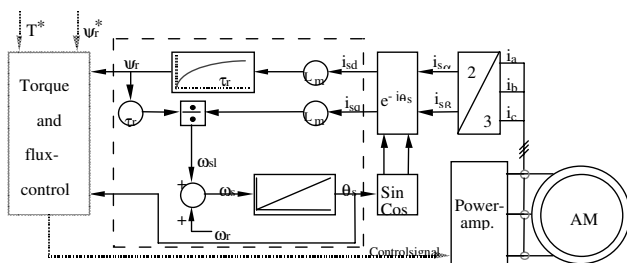 T*
ψr*
Torque
and
flux-
control
ψr
τr
Lm
isd
e-jθs
isα
2
3
ia
ib
ic
τr
÷
Lm
isq
isβ
ωsl
+
+
ωs
θs
Sin
Cos
ωr
Power-
amp.
AM
Controlsignal